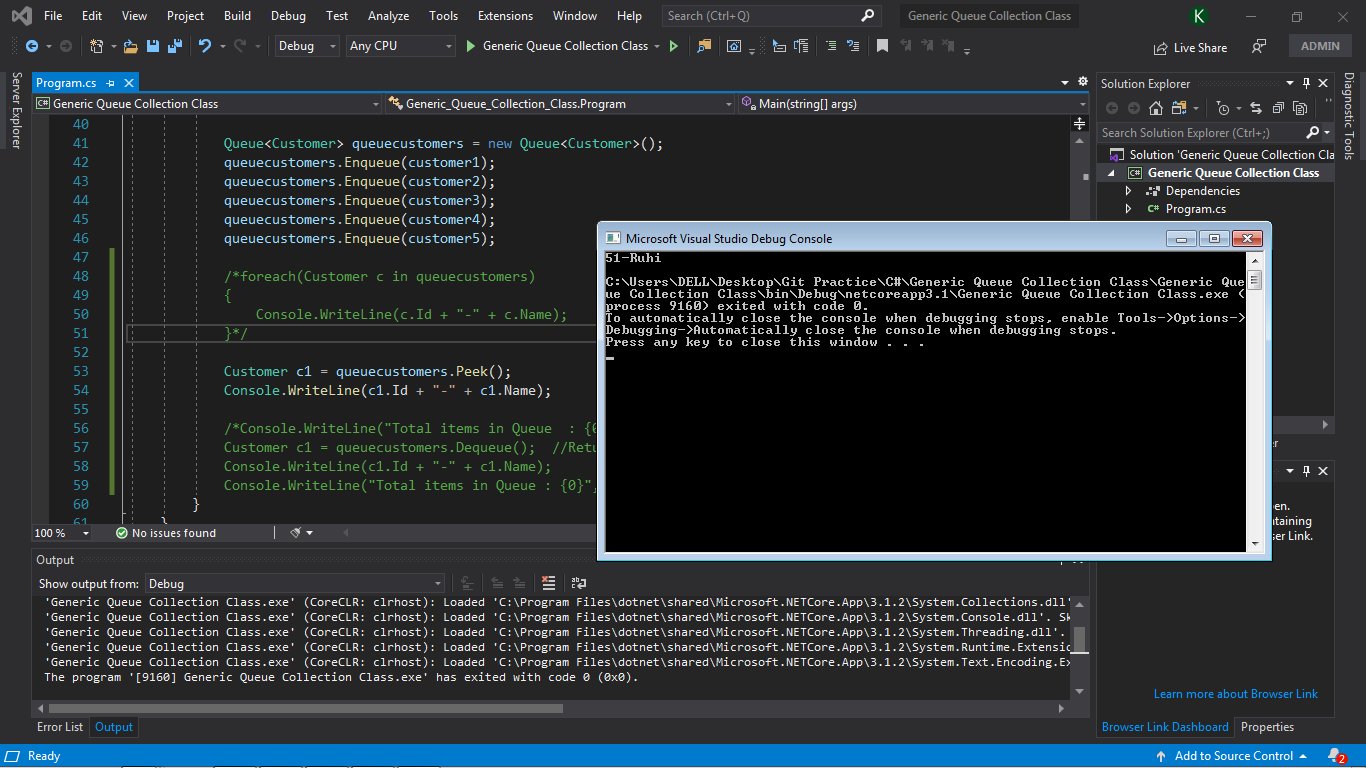 File Edit View Project Build Debug Test Analyze Tools Extensions Window Help Search (Ctrl+Q) Generic Queue Collection Class K
Debug Any CPU Generic Queue Collection Class Live Share ADMIN
Server Explorer
Program.cs
C# Generic Queue Collection Class Generic_Queue_Collection_Class.Program Main(string[] args)
40
41 Queue<Customer> queuecustomers = new Queue<Customer>();
42 queuecustomers.Enqueue(customer1);
43 queuecustomers.Enqueue(customer2);
44 queuecustomers.Enqueue(customer3);
45 queuecustomers.Enqueue(customer4);
46 queuecustomers.Enqueue(customer5);
47
48 /*foreach(Customer c in queuecustomers)
49 {
50 Console.WriteLine(c.Id + "-" + c.Name);
51 }*/
52
53 Customer c1 = queuecustomers.Peek();
54 Console.WriteLine(c1.Id + "-" + c1.Name);
55
56 /*Console.WriteLine("Total items in Queue  : {0
57 Customer c1 = queuecustomers.Dequeue();  //Retu
58 Console.WriteLine(c1.Id + "-" + c1.Name);
59 Console.WriteLine("Total items in Queue : {0}",
60 }
61 }
100 % No issues found
Microsoft Visual Studio Debug Console
51-Ruhi
C:\Users\DELL\Desktop\Git Practice\C#\Generic Queue Collection Class\Generic Que
ue Collection Class\bin\Debug\netcoreapp3.1\Generic Queue Collection Class.exe (
process 9160) exited with code 0.
To automatically close the console when debugging stops, enable Tools->Options->
Debugging->Automatically close the console when debugging stops.
Press any key to close this window . . .
Solution Explorer
Search Solution Explorer (Ctrl+;)
Solution 'Generic Queue Collection Cla
C# Generic Queue Collection Class
Dependencies
C# Program.cs
Diagnostic Tools
er
en.
taining
ser Link.
Learn more about Browser Link
Browser Link Dashboard Properties
Output
Show output from: Debug
'Generic Queue Collection Class.exe' (CoreCLR: clrhost): Loaded 'C:\Program Files\dotnet\shared\Microsoft.NETCore.App\3.1.2\System.Collections.dll'
'Generic Queue Collection Class.exe' (CoreCLR: clrhost): Loaded 'C:\Program Files\dotnet\shared\Microsoft.NETCore.App\3.1.2\System.Console.dll'. Sk
'Generic Queue Collection Class.exe' (CoreCLR: clrhost): Loaded 'C:\Program Files\dotnet\shared\Microsoft.NETCore.App\3.1.2\System.Threading.dll'.
'Generic Queue Collection Class.exe' (CoreCLR: clrhost): Loaded 'C:\Program Files\dotnet\shared\Microsoft.NETCore.App\3.1.2\System.Runtime.Extensio
'Generic Queue Collection Class.exe' (CoreCLR: clrhost): Loaded 'C:\Program Files\dotnet\shared\Microsoft.NETCore.App\3.1.2\System.Text.Encoding.Ex
The program '[9160] Generic Queue Collection Class.exe' has exited with code 0 (0x0).
Error List Output
Ready Add to Source Control 2